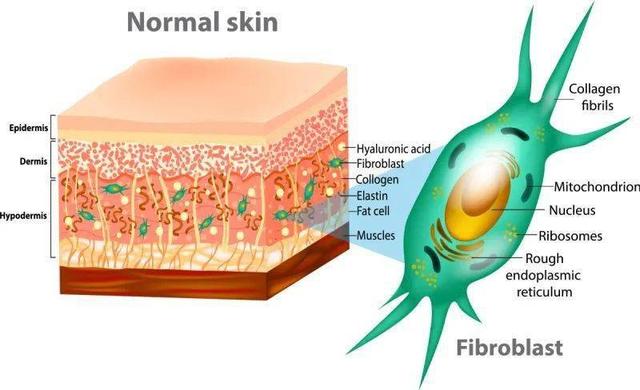 Normal skin
Epidermis
Dermis
Hypodermis
Hyaluronic acid
Fibroblast
Collagen
Elastin
Fat cell
Muscles
Collagen
fibrils
Mitochondrion
Nucleus
Ribosomes
Rough
endoplasmic
reticulum
Fibroblast